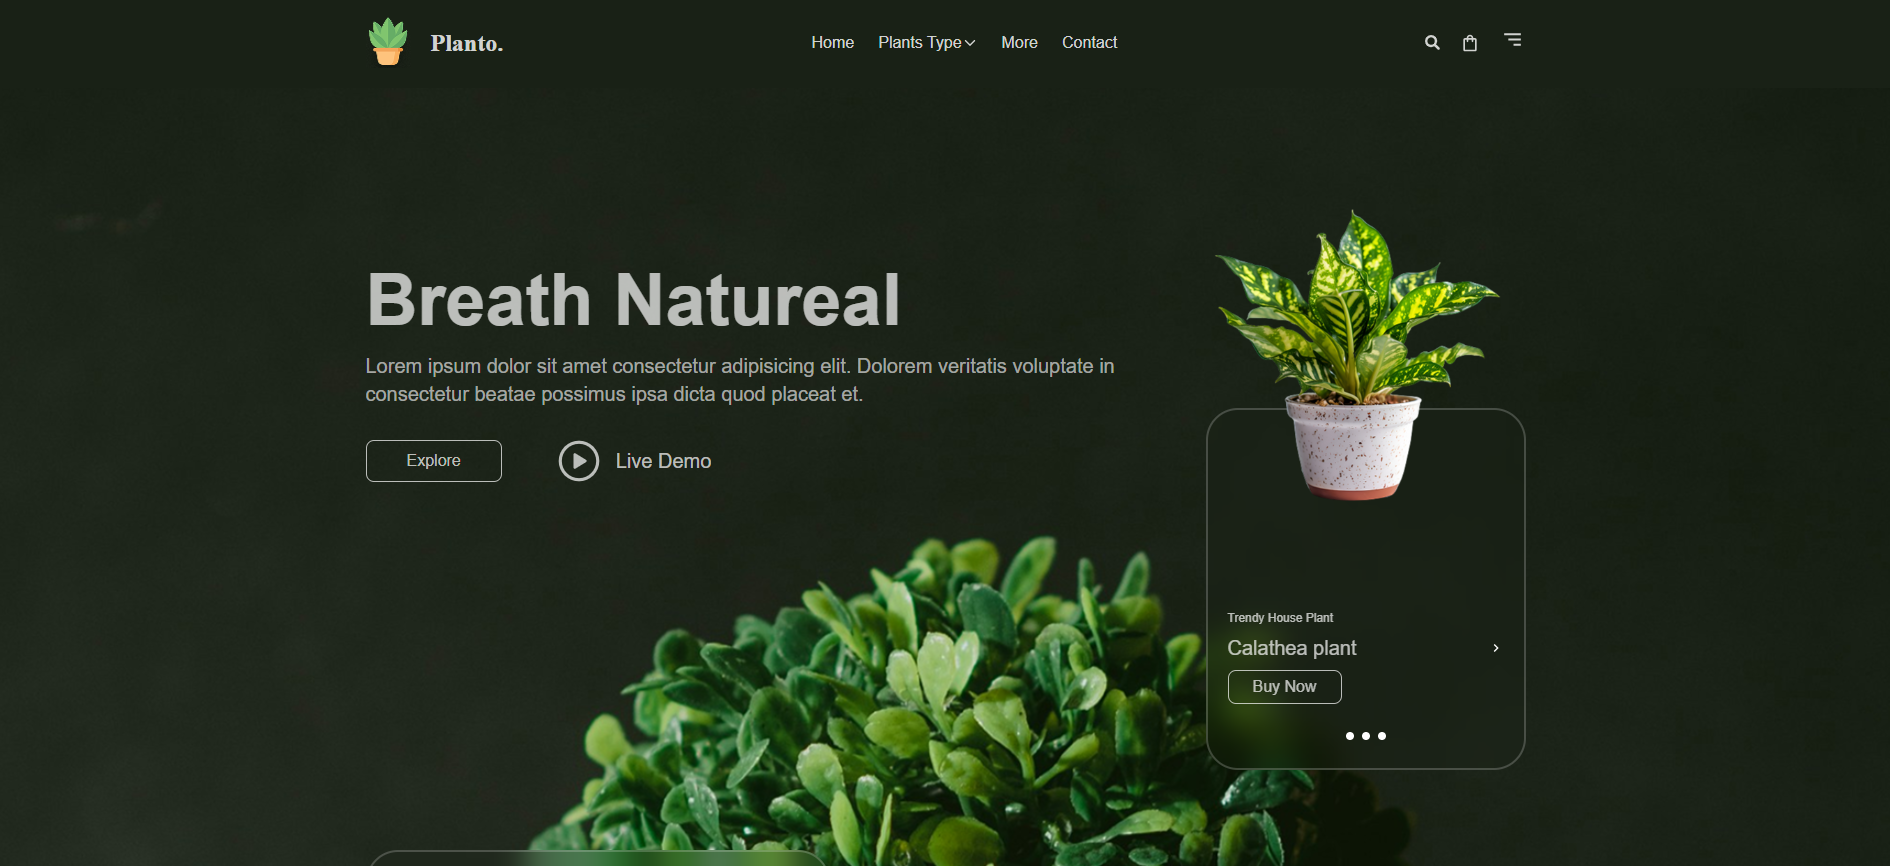 Planto.
Home
Plants Type
More
Contact
Breath Natureal
Lorem ipsum dolor sit amet consectetur adipisicing elit. Dolorem veritatis voluptate in
consectetur beatae possimus ipsa dicta quod placeat et.
Explore
Live Demo
Trendy House Plant
Calathea plant
Buy Now